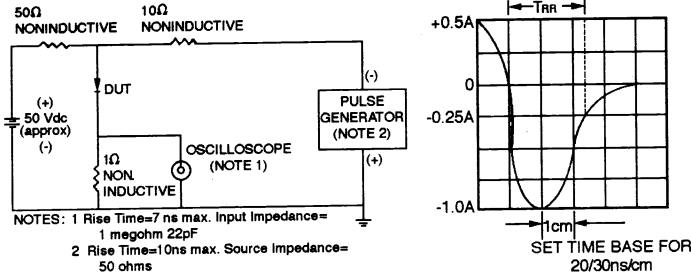 50Ω
NONINDUCTIVE
10Ω
NONINDUCTIVE
DUT
(+)
50 Vdc
(approx)
(-)
1Ω
NON.
INDUCTIVE
OSCILLOSCOPE
(NOTE 1)
(-)
PULSE
GENERATOR
(NOTE 2)
(+)
NOTES: 1 Rise Time=7 ns max. Input Impedance=
1 megohm 22pF
2 Rise Time=10ns max. Source Impedance=
50 ohms
TRR
+0.5A
0
-0.25A
-1.0A
1cm
SET TIME BASE FOR
20/30ns/cm